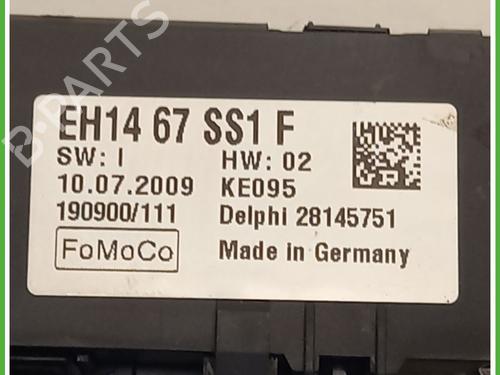 B-PARTS
EH14 67 SS1 F
SW: I HW: 02
10.07.2009 KE095
190900/111 Delphi 28145751
FoMoCo Made in Germany